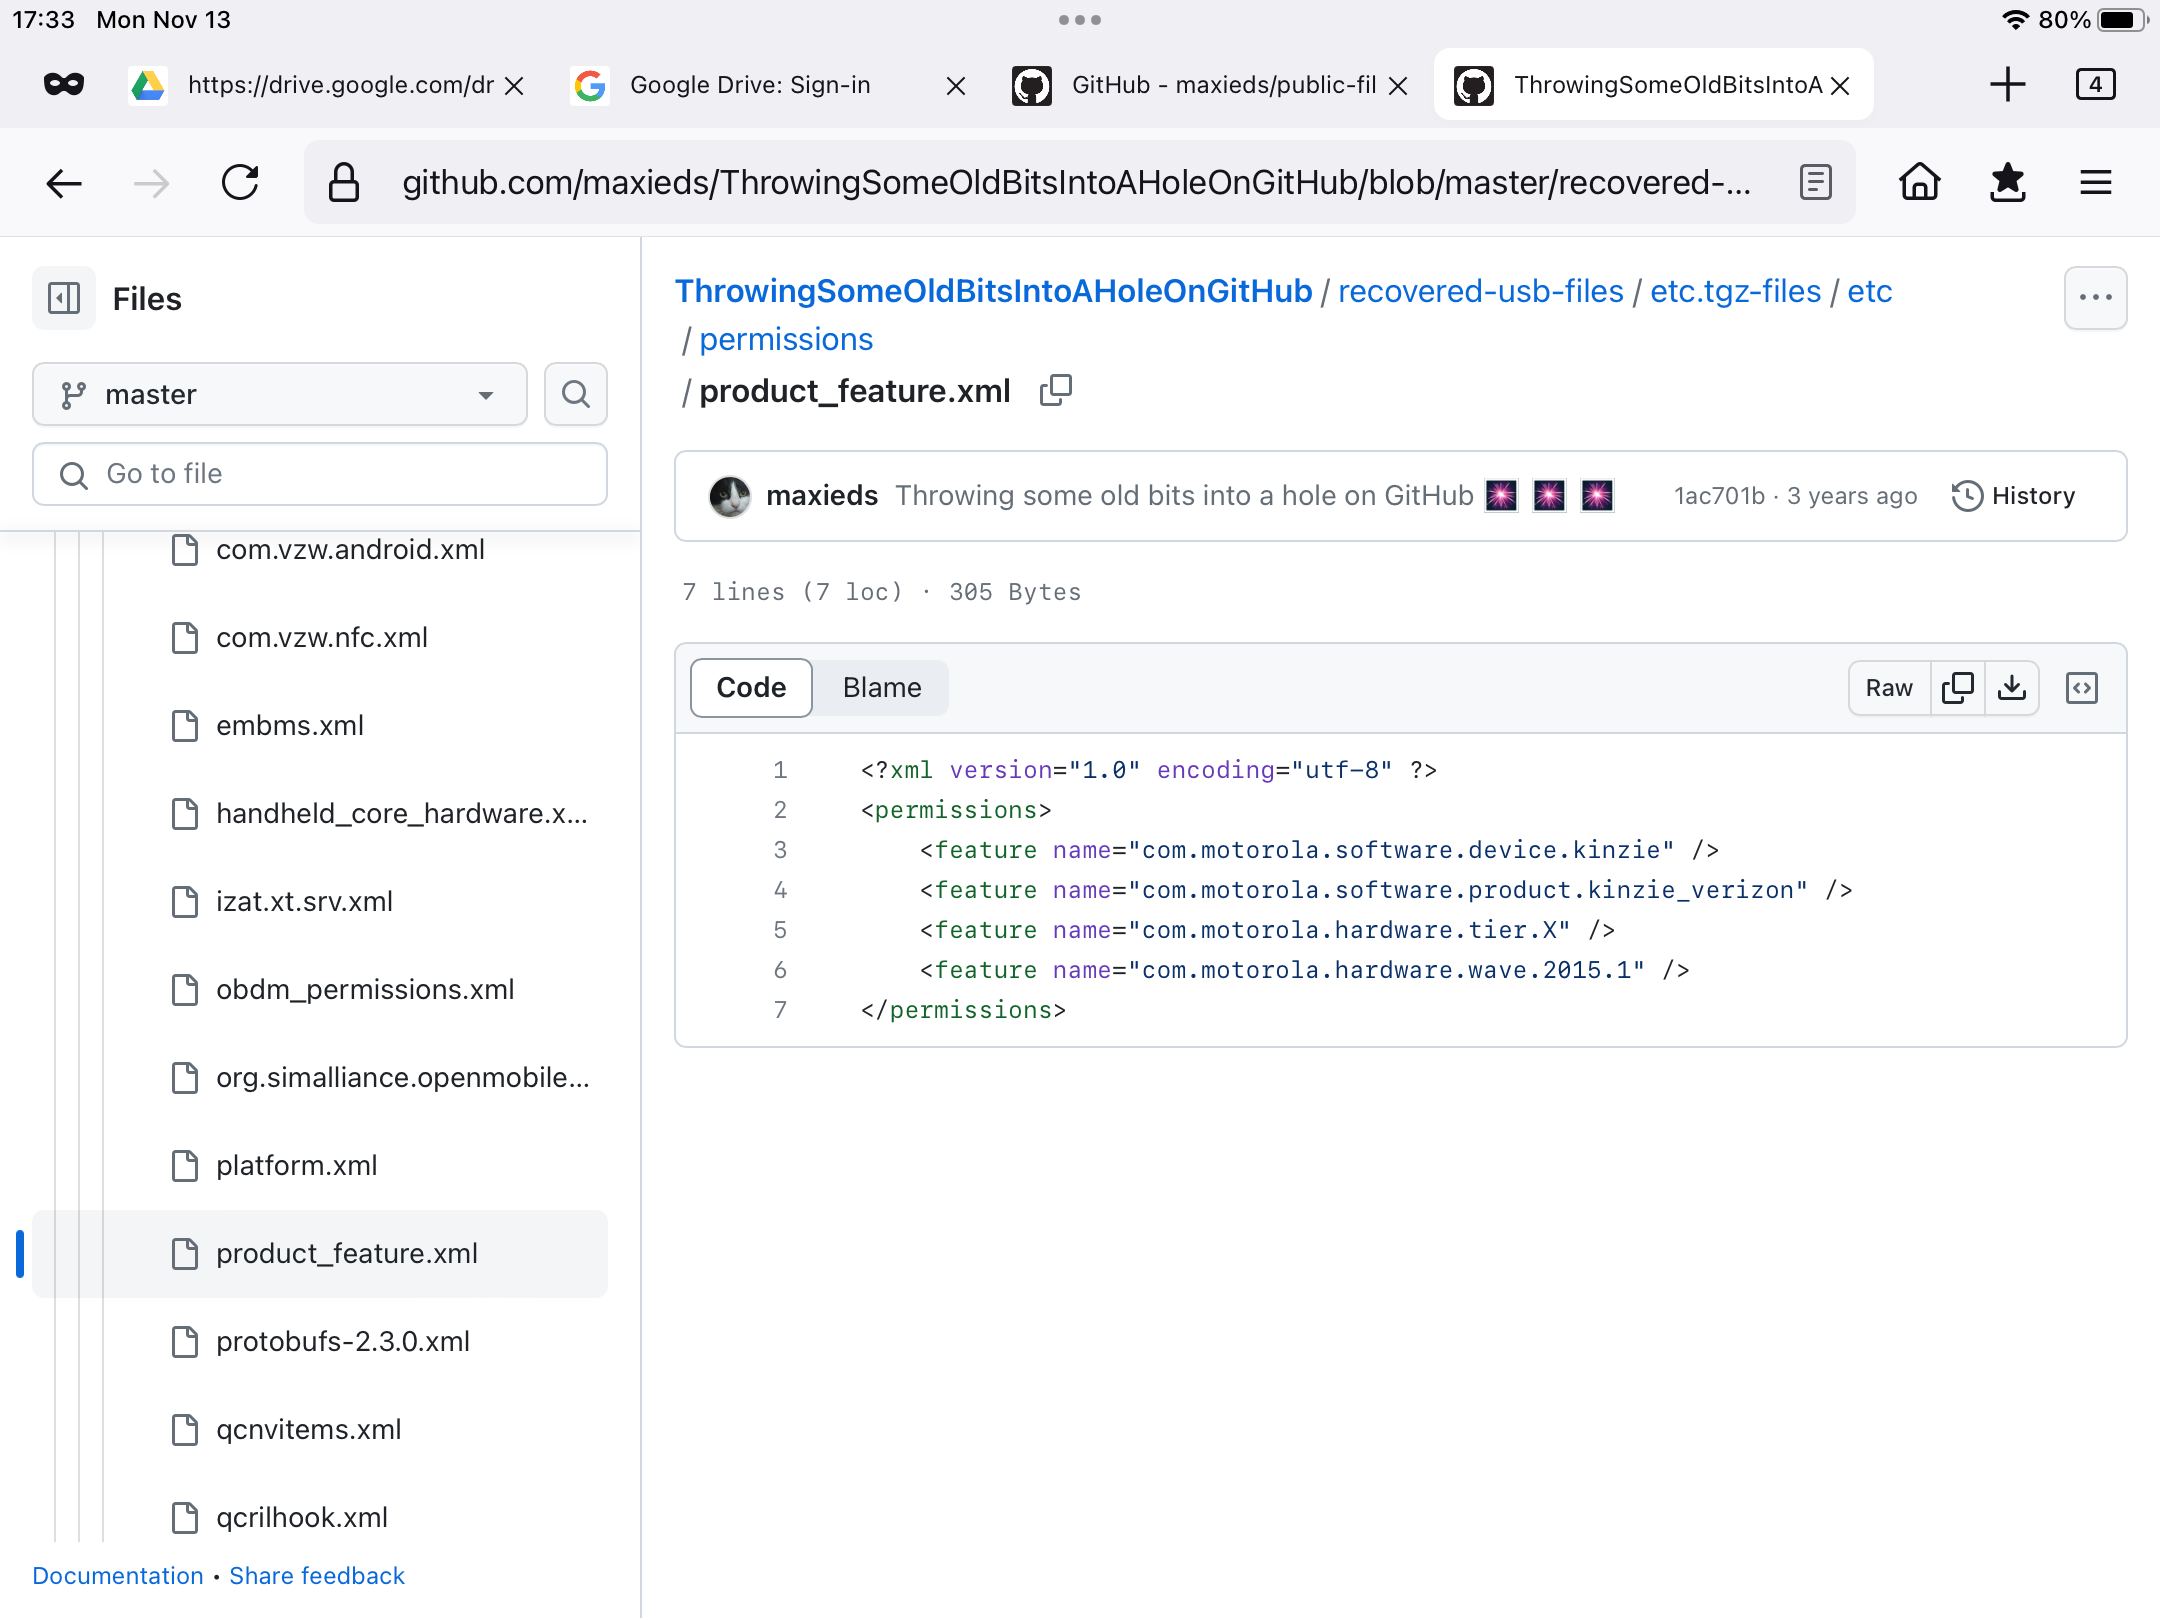 17:33 Mon Nov 13
80%
https://drive.google.com/dr
Google Drive: Sign-in
GitHub - maxieds/public-fil
ThrowingSomeOldBitsIntoA
4
github.com/maxieds/ThrowingSomeOldBitsIntoAHoleOnGitHub/blob/master/recovered-...
Files
master
Go to file
com.vzw.android.xml
com.vzw.nfc.xml
embms.xml
handheld_core_hardware.x...
izat.xt.srv.xml
obdm_permissions.xml
org.simalliance.openmobile...
platform.xml
product_feature.xml
protobufs-2.3.0.xml
qcnvitems.xml
qcrilhook.xml
Documentation • Share feedback
ThrowingSomeOldBitsIntoAHoleOnGitHub / recovered-usb-files / etc.tgz-files / etc
/ permissions
/ product_feature.xml
maxieds Throwing some old bits into a hole on GitHub 🎆 🎆 🎆 1ac701b · 3 years ago History
7 lines (7 loc) · 305 Bytes
Code Blame Raw
1 <?xml version="1.0" encoding="utf-8" ?>
2 <permissions>
3     <feature name="com.motorola.software.device.kinzie" />
4     <feature name="com.motorola.software.product.kinzie_verizon" />
5     <feature name="com.motorola.hardware.tier.X" />
6     <feature name="com.motorola.hardware.wave.2015.1" />
7 </permissions>